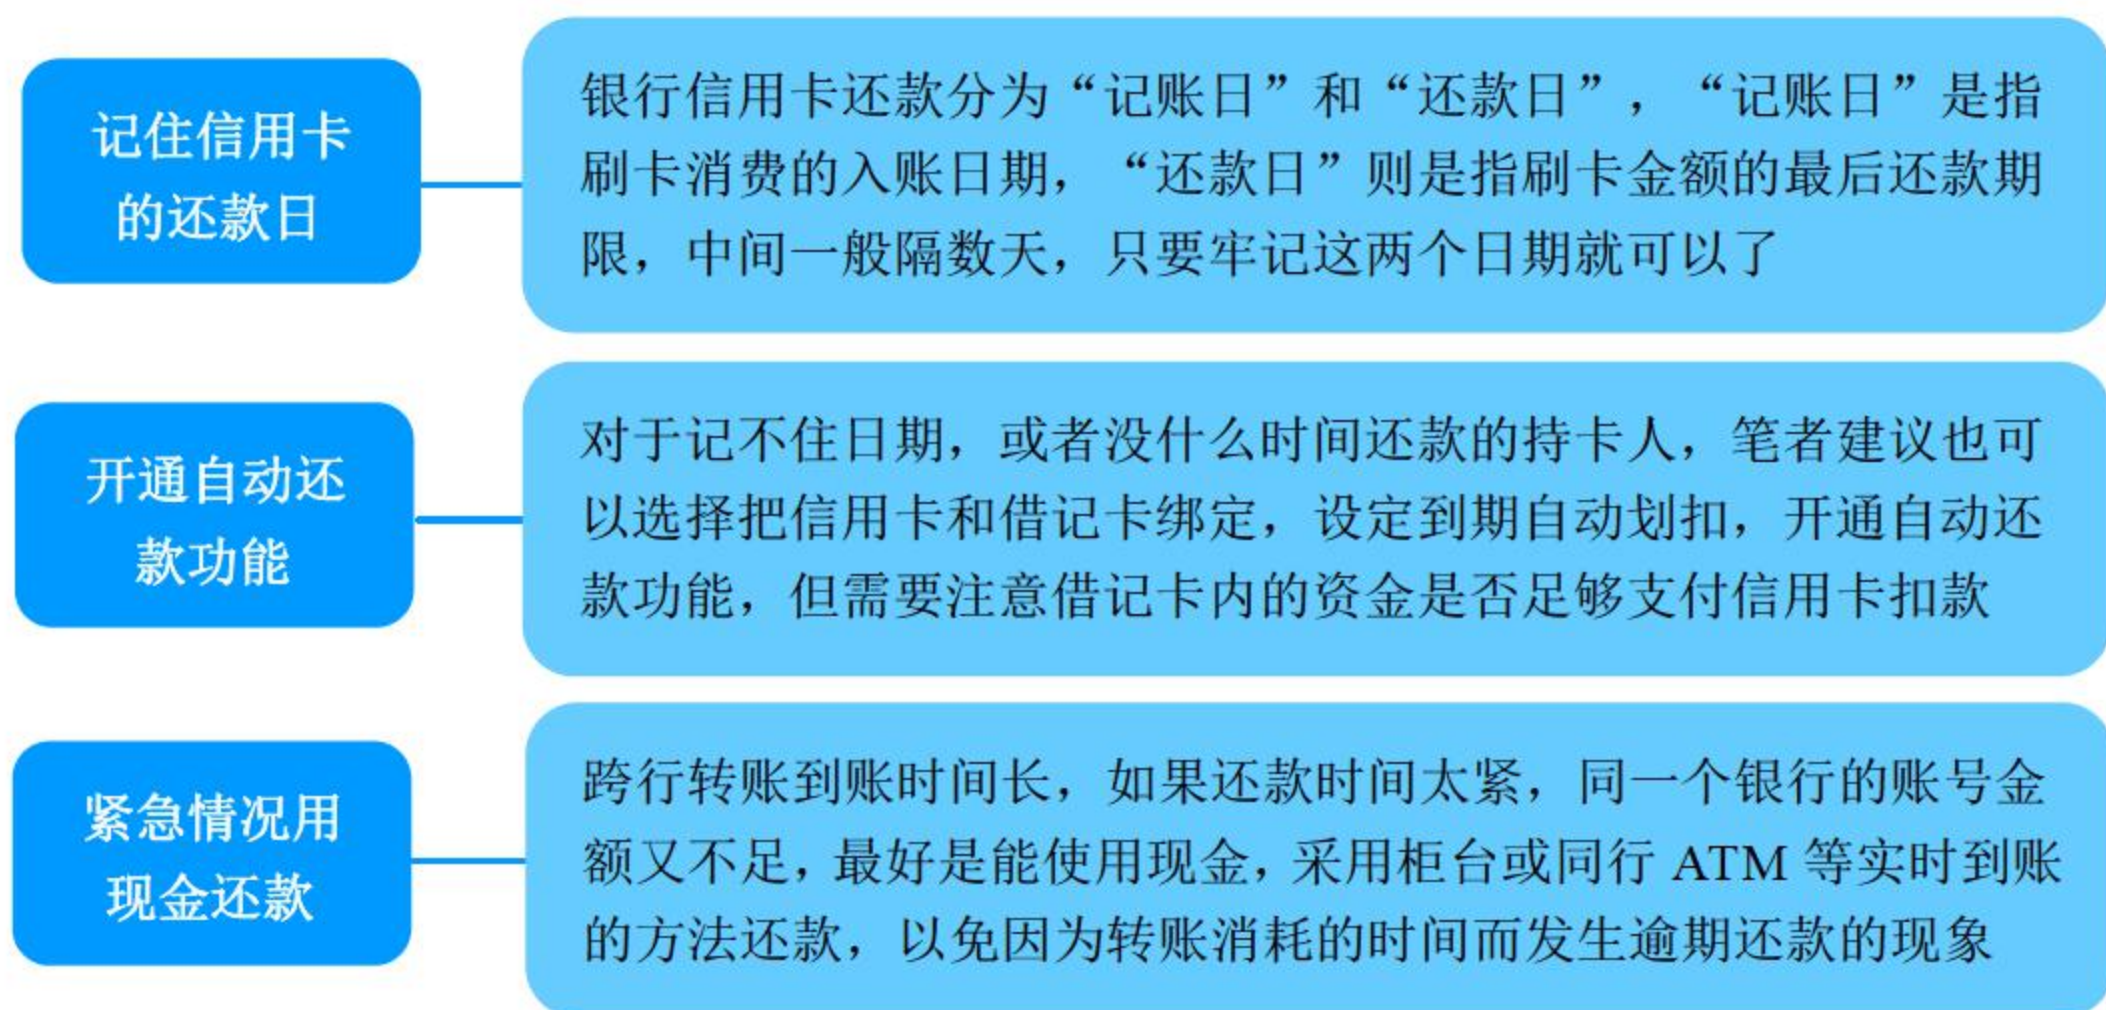 记住信用卡
的还款日
银行信用卡还款分为“记账日”和“还款日”，“记账日”是指
刷卡消费的入账日期，“还款日”则是指刷卡金额的最后还款期
限，中间一般隔数天，只要牢记这两个日期就可以了
开通自动还
款功能
对于记不住日期，或者没什么时间还款的持卡人，笔者建议也可
以选择把信用卡和借记卡绑定，设定到期自动划扣，开通自动还
款功能，但需要注意借记卡内的资金是否足够支付信用卡扣款
紧急情况用
现金还款
跨行转账到账时间长，如果还款时间太紧，同一个银行的账号金
额又不足，最好是能使用现金，采用柜台或同行 ATM 等实时到账
的方法还款，以免因为转账消耗的时间而发生逾期还款的现象